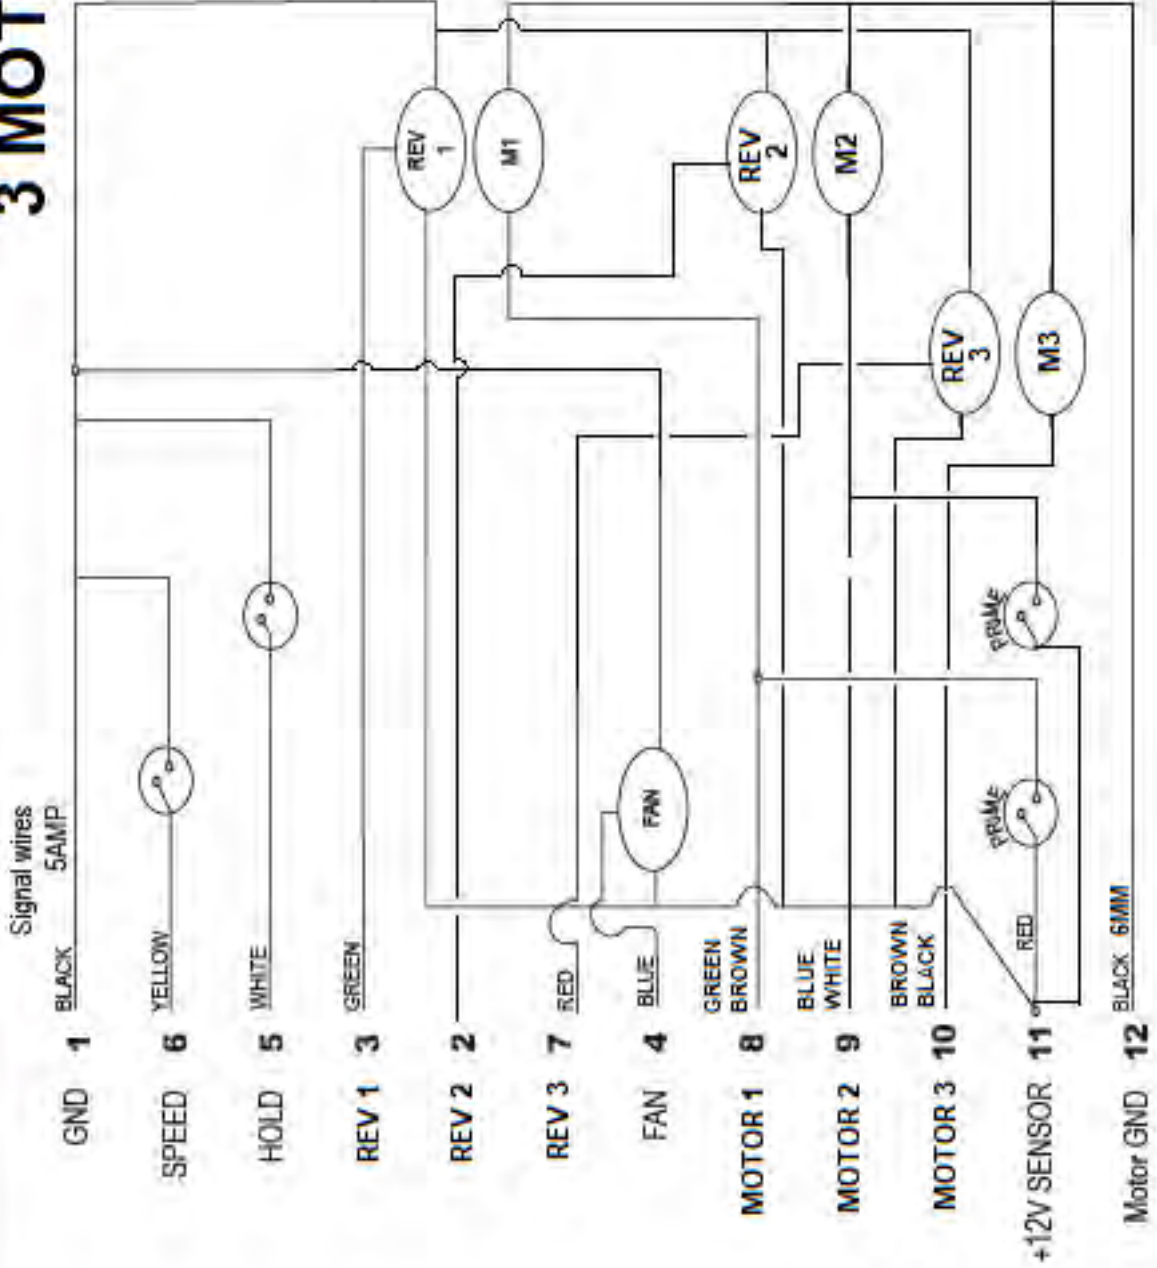 3 MOT
Signal wires
5AMP
GND 1 BLACK
SPEED 6 YELLOW
HOLD 5 WHITE
REV 1 3 GREEN
REV 2 2
REV 3 7 RED
FAN 4 BLUE
MOTOR 1 8 GREEN
BROWN
MOTOR 2 9 BLUE
WHITE
MOTOR 3 10 BROWN
BLACK
+12V SENSOR 11 RED
Motor GND 12 BLACK 6MM
REV
1
M1
REV
2
M2
REV
3
M3
FAN
PRIME
PRIME